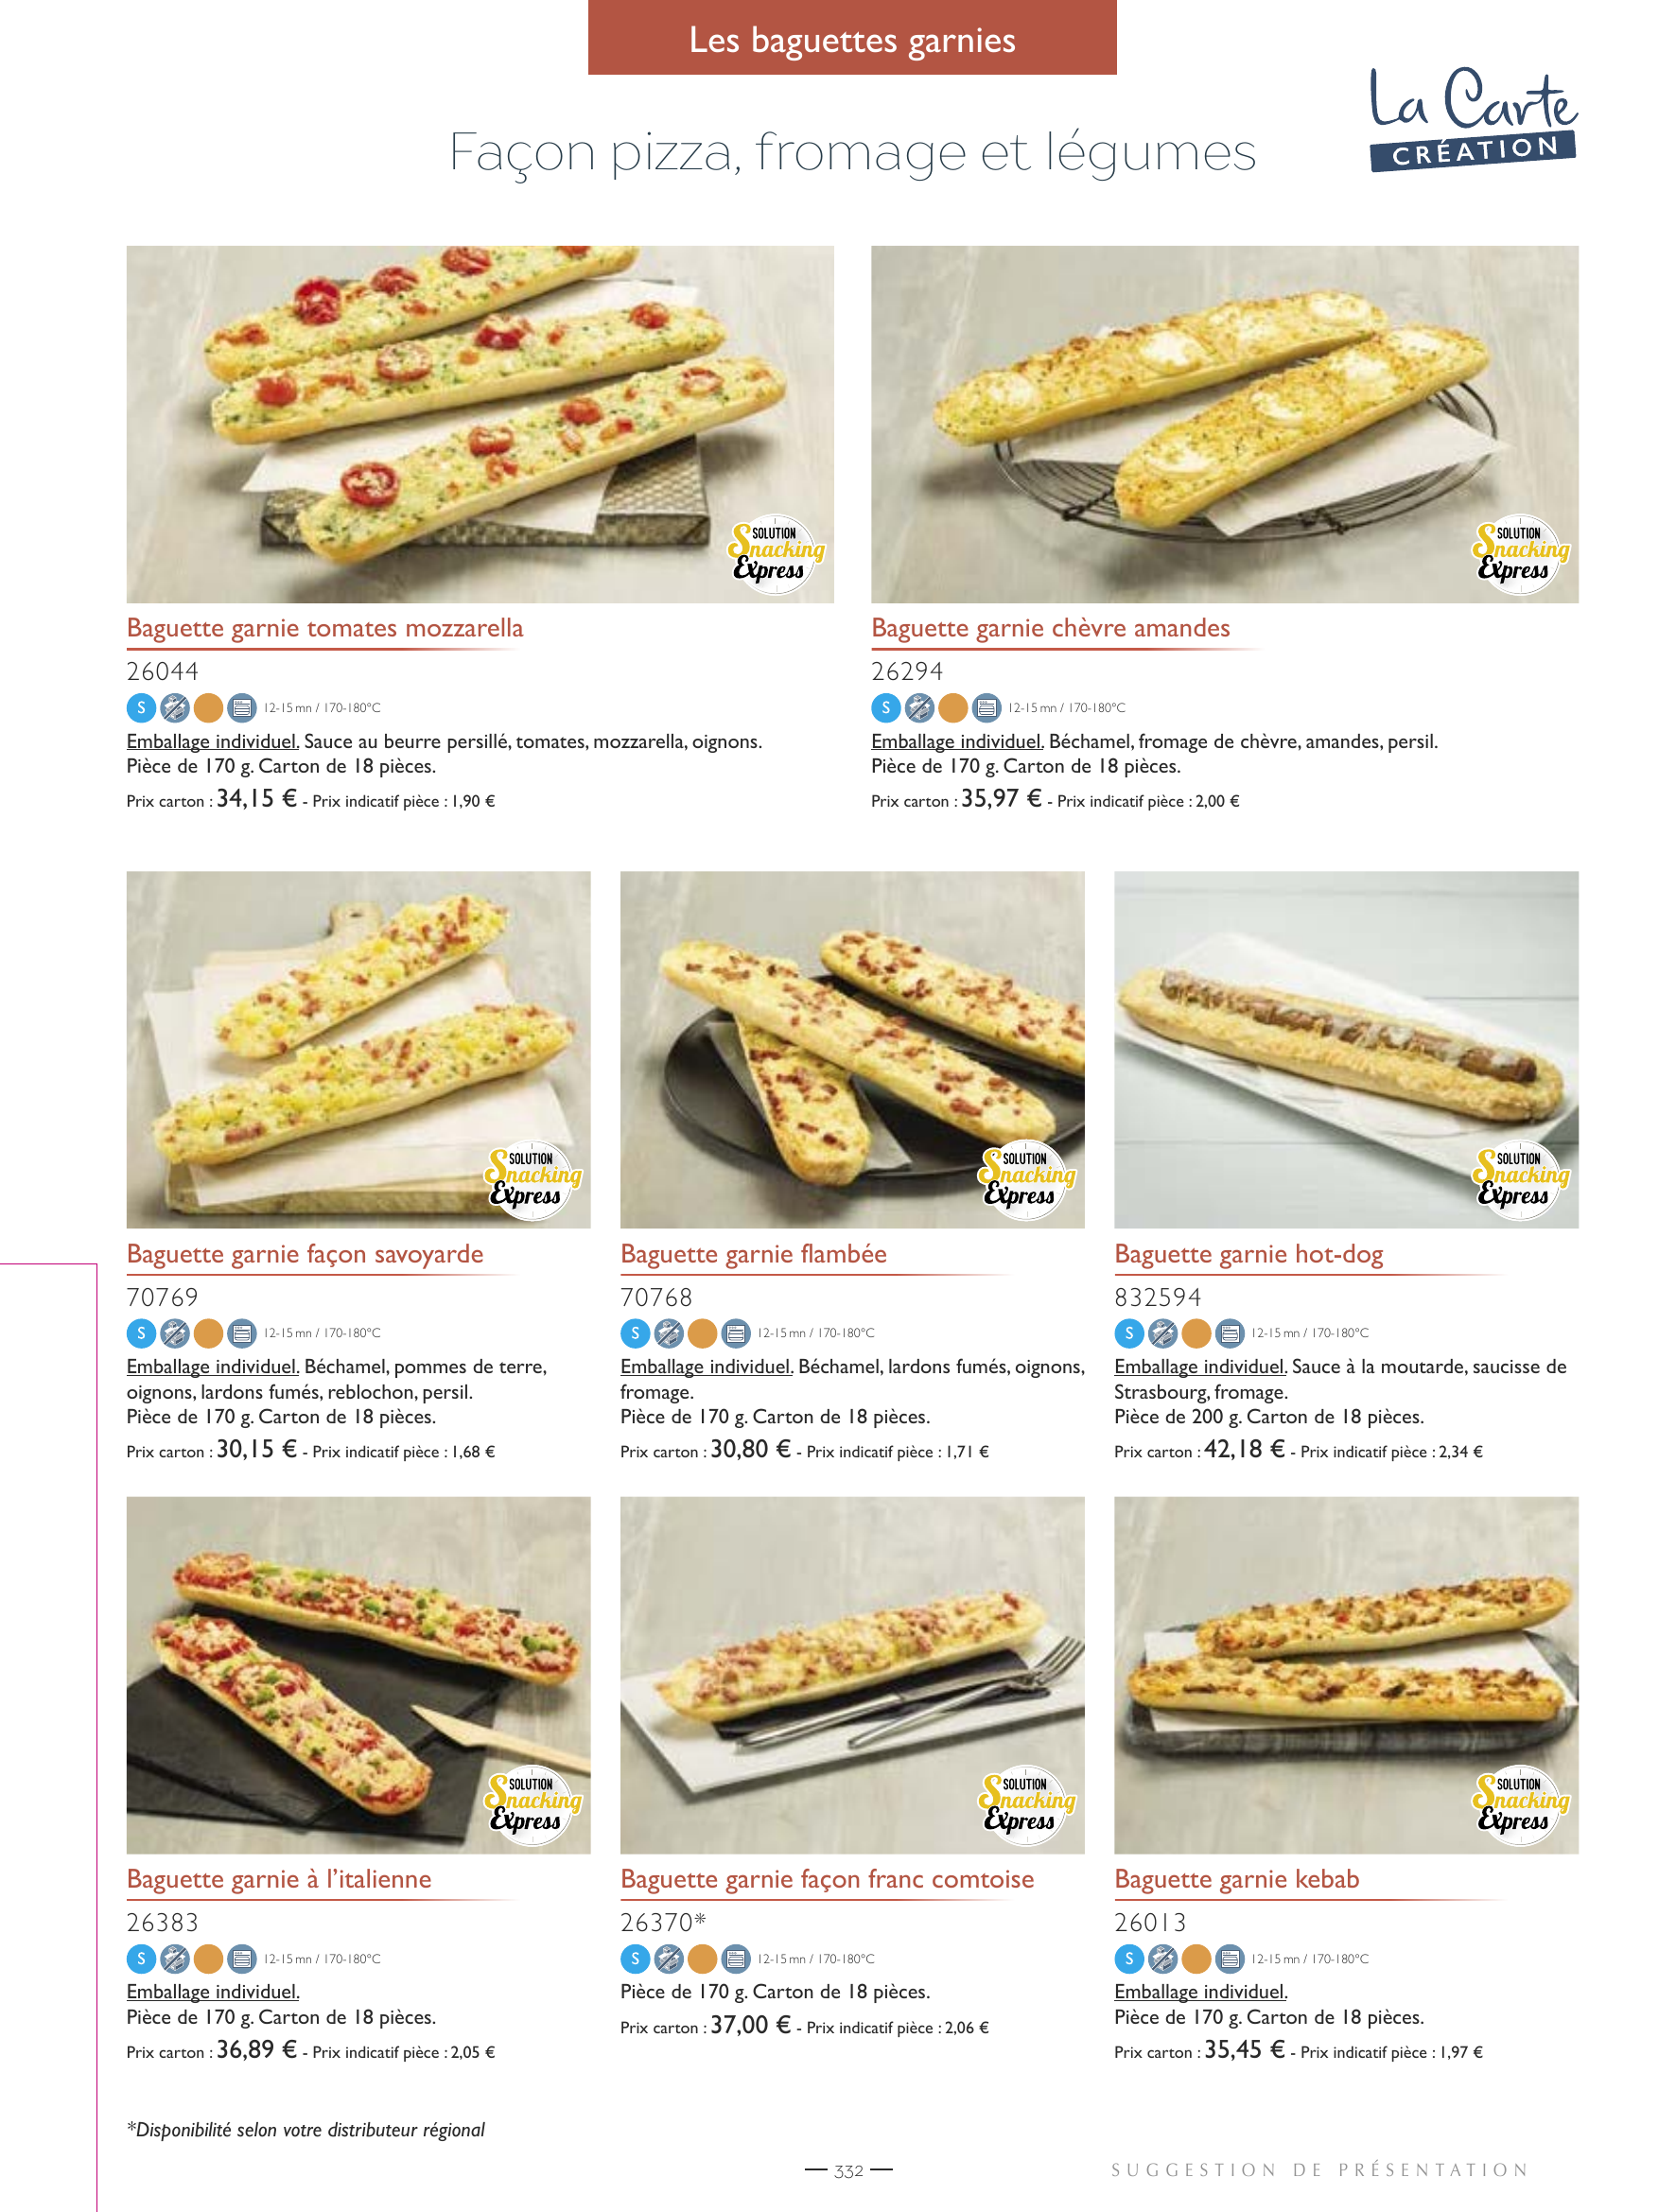 Les baguettes garnies
La Carte
CRÉATION
Façon pizza, fromage et légumes
SOLUTION
Snacking
Express
SOLUTION
Snacking
Express
Baguette garnie tomates mozzarella
26044
S 12-15 mn / 170-180°C
Emballage individuel. Sauce au beurre persillé, tomates, mozzarella, oignons.
Pièce de 170 g. Carton de 18 pièces.
Prix carton : 34,15 € - Prix indicatif pièce : 1,90 €
Baguette garnie chèvre amandes
26294
S 12-15 mn / 170-180°C
Emballage individuel. Béchamel, fromage de chèvre, amandes, persil.
Pièce de 170 g. Carton de 18 pièces.
Prix carton : 35,97 € - Prix indicatif pièce : 2,00 €
SOLUTION
Snacking
Express
SOLUTION
Snacking
Express
SOLUTION
Snacking
Express
Baguette garnie façon savoyarde
70769
S 12-15 mn / 170-180°C
Emballage individuel. Béchamel, pommes de terre,
oignons, lardons fumés, reblochon, persil.
Pièce de 170 g. Carton de 18 pièces.
Prix carton : 30,15 € - Prix indicatif pièce : 1,68 €
Baguette garnie flambée
70768
S 12-15 mn / 170-180°C
Emballage individuel. Béchamel, lardons fumés, oignons,
fromage.
Pièce de 170 g. Carton de 18 pièces.
Prix carton : 30,80 € - Prix indicatif pièce : 1,71 €
Baguette garnie hot-dog
832594
S 12-15 mn / 170-180°C
Emballage individuel. Sauce à la moutarde, saucisse de
Strasbourg, fromage.
Pièce de 200 g. Carton de 18 pièces.
Prix carton : 42,18 € - Prix indicatif pièce : 2,34 €
SOLUTION
Snacking
Express
SOLUTION
Snacking
Express
SOLUTION
Snacking
Express
Baguette garnie à l'italienne
26383
S 12-15 mn / 170-180°C
Emballage individuel.
Pièce de 170 g. Carton de 18 pièces.
Prix carton : 36,89 € - Prix indicatif pièce : 2,05 €
Baguette garnie façon franc comtoise
26370*
S 12-15 mn / 170-180°C
Pièce de 170 g. Carton de 18 pièces.
Prix carton : 37,00 € - Prix indicatif pièce : 2,06 €
Baguette garnie kebab
26013
S 12-15 mn / 170-180°C
Emballage individuel.
Pièce de 170 g. Carton de 18 pièces.
Prix carton : 35,45 € - Prix indicatif pièce : 1,97 €
*Disponibilité selon votre distributeur régional
— 332 —
SUGGESTION DE PRÉSENTATION